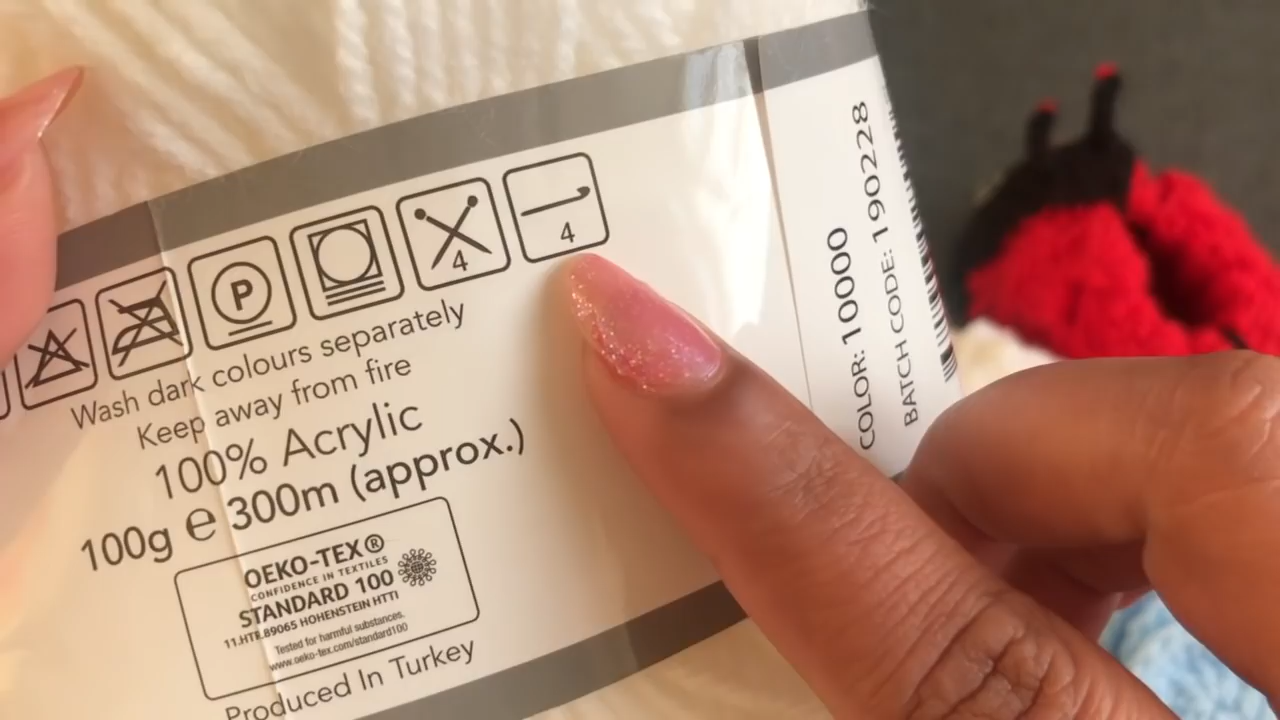 P
4
4
Wash dark colours separately
Keep away from fire
100% Acrylic
100g e 300m (approx.)
OEKO-TEX®
CONFIDENCE IN TEXTILES
STANDARD 100
11.HTR.89065 HOHENSTEIN HTTI
Tested for harmful substances.
www.oeko-tex.com/standard100
Produced In Turkey
COLOR: 10000
BATCH CODE: 190228